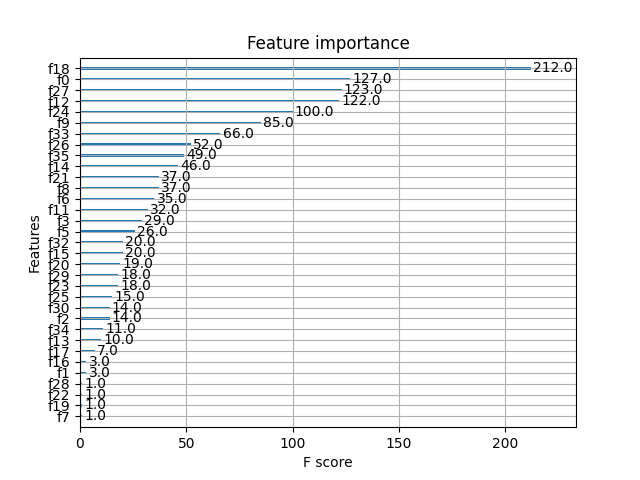 Feature importance
f18 212.0
f0 127.0
f27 123.0
f12 122.0
f24 100.0
f9 85.0
f33 66.0
f26 52.0
f35 49.0
f14 46.0
f21 37.0
f8 37.0
f6 35.0
f11 32.0
f3 29.0
f5 26.0
f32 20.0
f15 20.0
f20 19.0
f29 18.0
f23 18.0
f25 15.0
f30 14.0
f2 14.0
f34 11.0
f13 10.0
f17 7.0
f16 3.0
f1 3.0
f28 1.0
f22 1.0
f19 1.0
f7 1.0
Features
0 50 100 150 200
F score